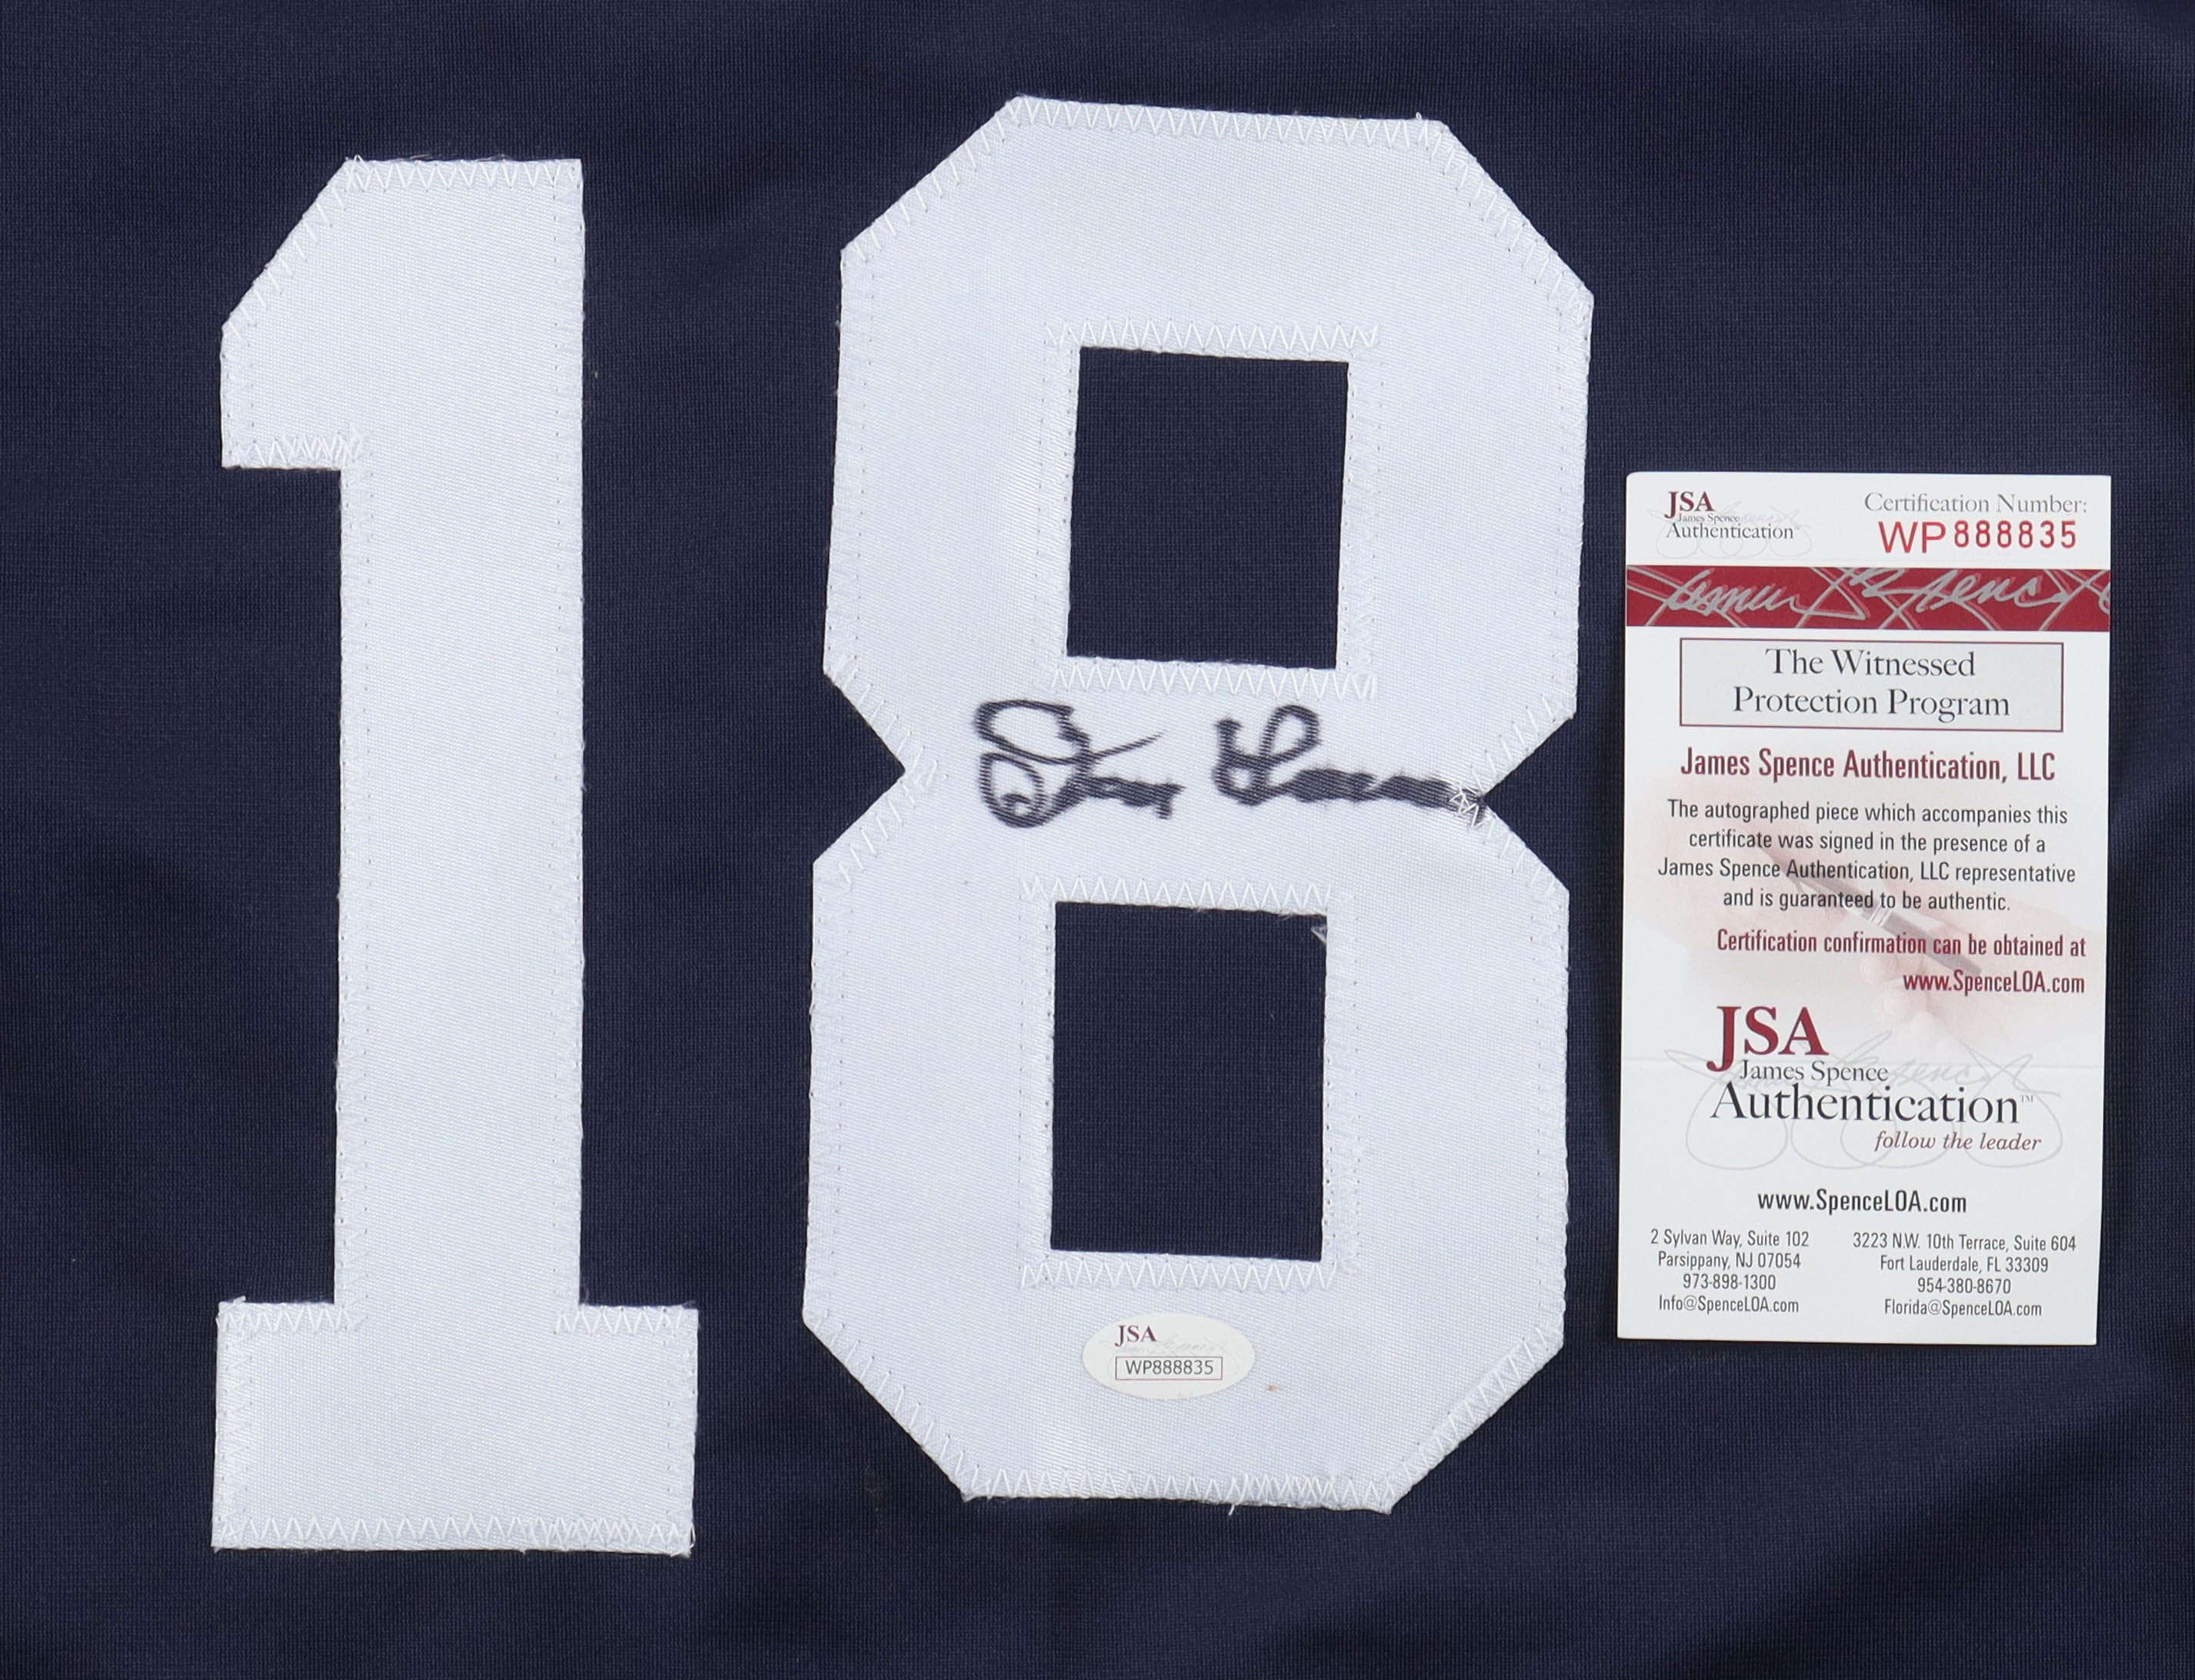 18
JSA
WP888835
JSA
James Spence
Authentication
Certification Number:
WP888835
The Witnessed
Protection Program
James Spence Authentication, LLC
The autographed piece which accompanies this
certificate was signed in the presence of a
James Spence Authentication, LLC representative
and is guaranteed to be authentic.
Certification confirmation can be obtained at
www.SpenceLOA.com
JSA
James Spence
Authentication™
follow the leader
www.SpenceLOA.com
2 Sylvan Way, Suite 102
Parsippany, NJ 07054
973-898-1300
Info@SpenceLOA.com
3223 N.W. 10th Terrace, Suite 604
Fort Lauderdale, FL 33309
954-380-8670
Florida@SpenceLOA.com